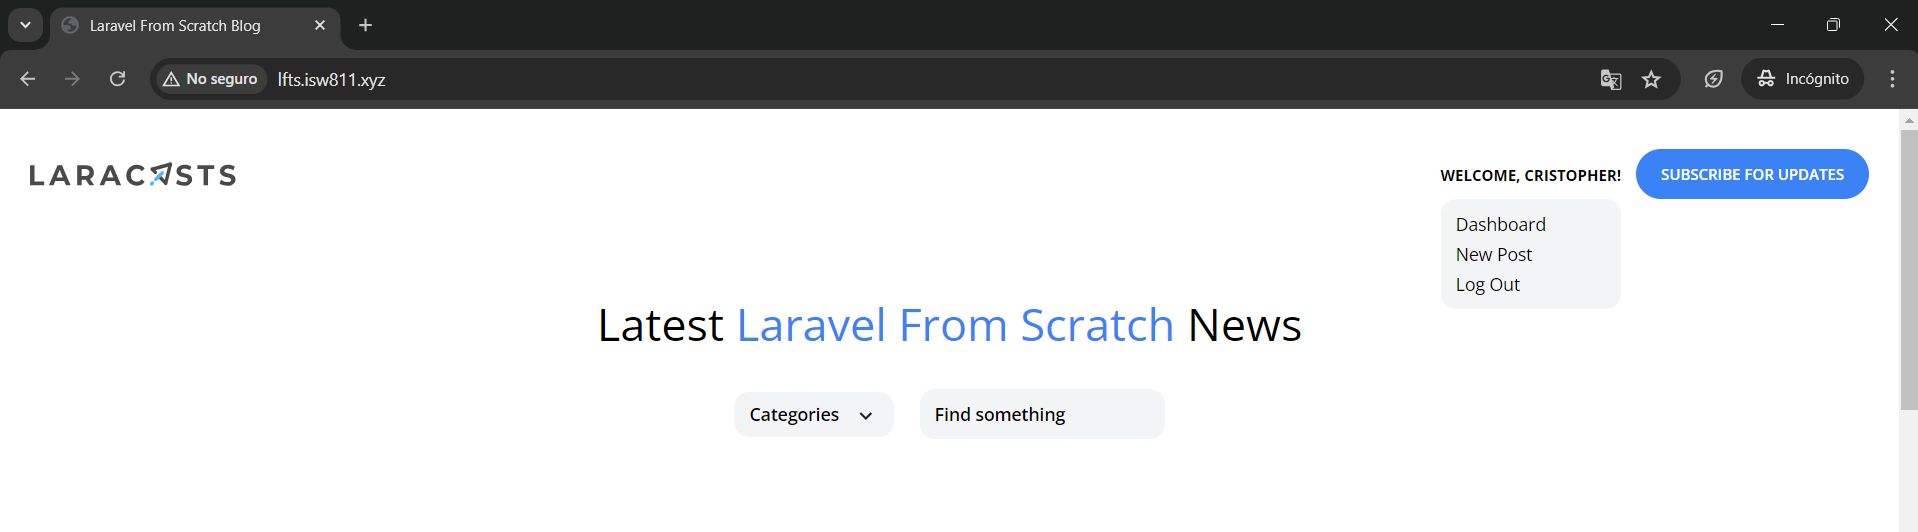 Laravel From Scratch Blog
No seguro lfts.isw811.xyz
Incógnito
LARACASTS
WELCOME, CRISTOPHER!
SUBSCRIBE FOR UPDATES
Dashboard
New Post
Log Out
Latest Laravel From Scratch News
Categories
Find something